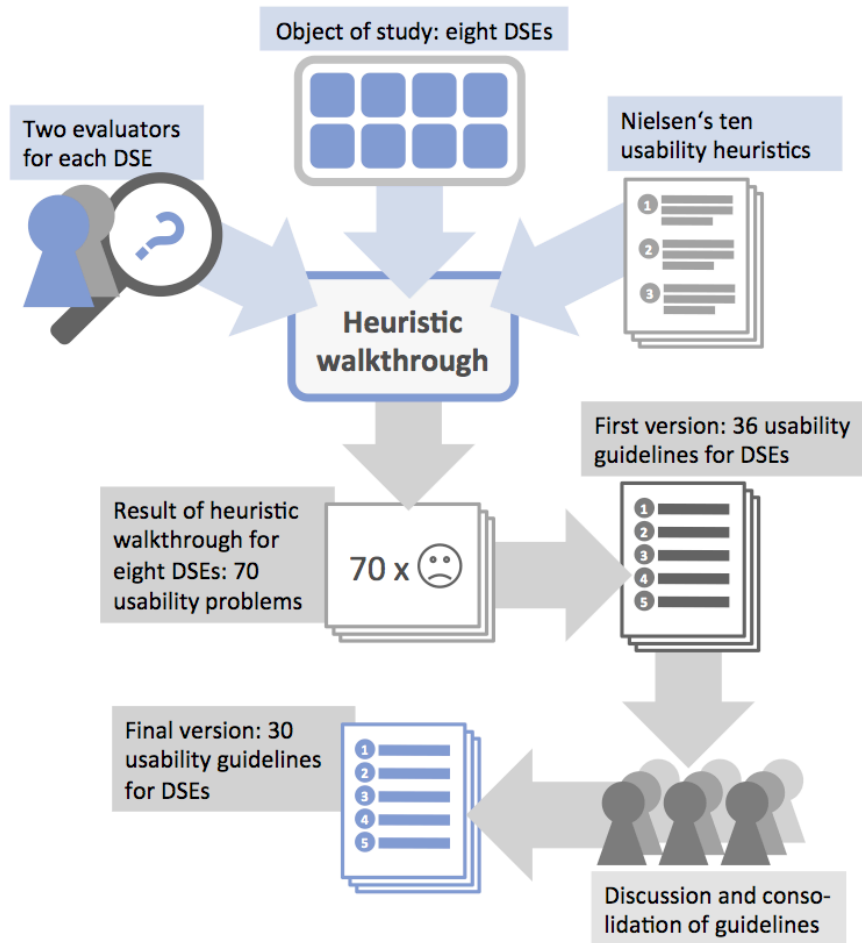 Object of study: eight DSEs
Two evaluators
for each DSE
?
Nielsen‘s ten
usability heuristics
1
2
3
Heuristic
walkthrough
First version: 36 usability
guidelines for DSEs
1
2
3
4
5
Result of heuristic
walkthrough for
eight DSEs: 70
usability problems
70 x
Final version: 30
usability guidelines
for DSEs
1
2
3
4
5
Discussion and conso-
lidation of guidelines